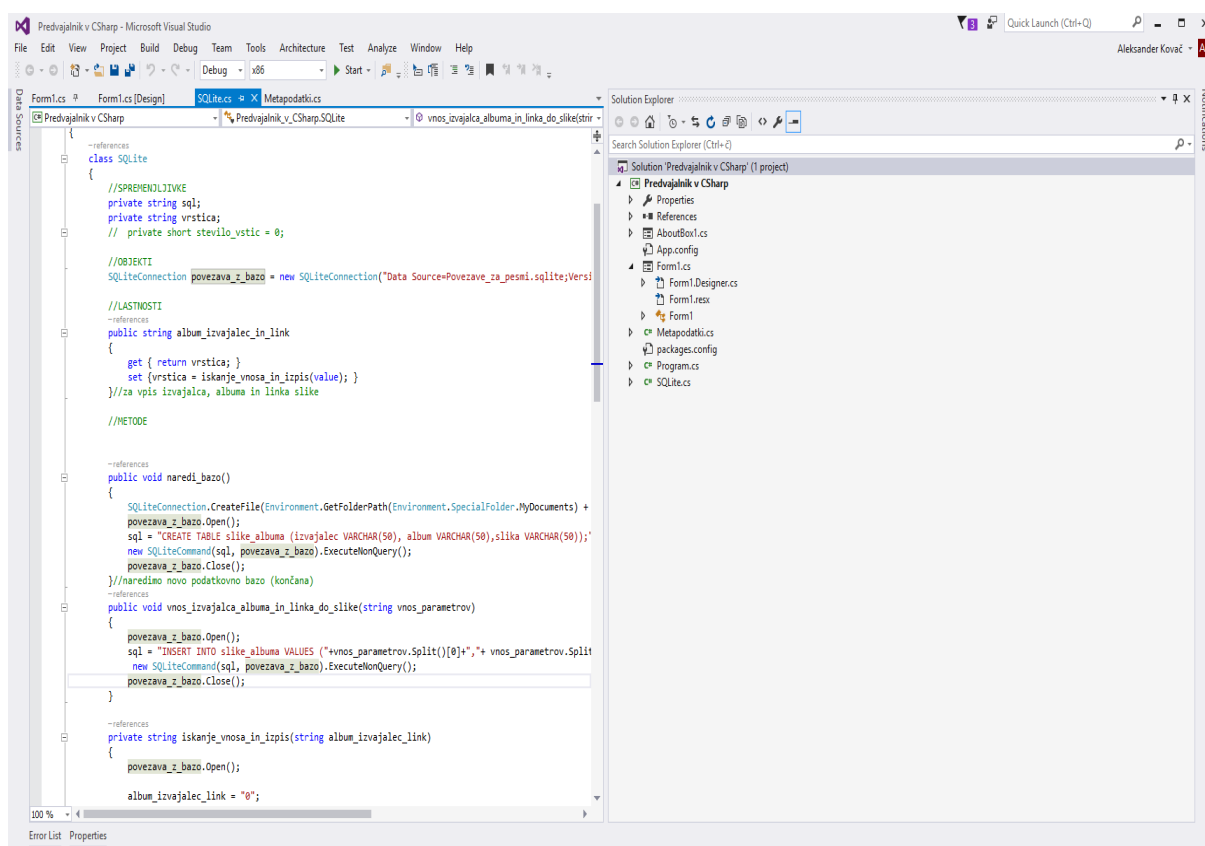 Predvajalnik v CSharp - Microsoft Visual Studio
3
Quick Launch (Ctrl+Q)
File Edit View Project Build Debug Team Tools Architecture Test Analyze Window Help
Aleksander Kovač
A
Debug x86 Start
Data Sources
Form1.cs Form1.cs [Design] SQLite.cs Metapodatki.cs
Predvajalnik v CSharp Predvajalnik_v_CSharp.SQLite vnos_izvajalca_albuma_in_linka_do_slike(strir
{
-references
class SQLite
{
//SPREMENJLJIVKE
private string sql;
private string vrstica;
// private short stevilo_vstic = 0;
//OBJEKTI
SQLiteConnection povezava_z_bazo = new SQLiteConnection("Data Source=Povezave_za_pesmi.sqlite;Versi
//LASTNOSTI
-references
public string album_izvajalec_in_link
{
get { return vrstica; }
set {vrstica = iskanje_vnosa_in_izpis(value); }
}//za vpis izvajalca, albuma in linka slike
//METODE
-references
public void naredi_bazo()
{
SQLiteConnection.CreateFile(Environment.GetFolderPath(Environment.SpecialFolder.MyDocuments) +
povezava_z_bazo.Open();
sql = "CREATE TABLE slike_albuma (izvajalec VARCHAR(50), album VARCHAR(50),slika VARCHAR(50));"
new SQLiteCommand(sql, povezava_z_bazo).ExecuteNonQuery();
povezava_z_bazo.Close();
}//naredimo novo podatkovno bazo (končana)
-references
public void vnos_izvajalca_albuma_in_linka_do_slike(string vnos_parametrov)
{
povezava_z_bazo.Open();
sql = "INSERT INTO slike_albuma VALUES ("+vnos_parametrov.Split()[0]+","+ vnos_parametrov.Split
new SQLiteCommand(sql, povezava_z_bazo).ExecuteNonQuery();
povezava_z_bazo.Close();
}
-references
private string iskanje_vnosa_in_izpis(string album_izvajalec_link)
{
povezava_z_bazo.Open();
album_izvajalec_link = "0";
100 %
Error List Properties
Solution Explorer
Search Solution Explorer (Ctrl+č)
Solution 'Predvajalnik v CSharp' (1 project)
Predvajalnik v CSharp
Properties
References
AboutBox1.cs
App.config
Form1.cs
Form1.Designer.cs
Form1.resx
Form1
Metapodatki.cs
packages.config
Program.cs
SQLite.cs
Notifications